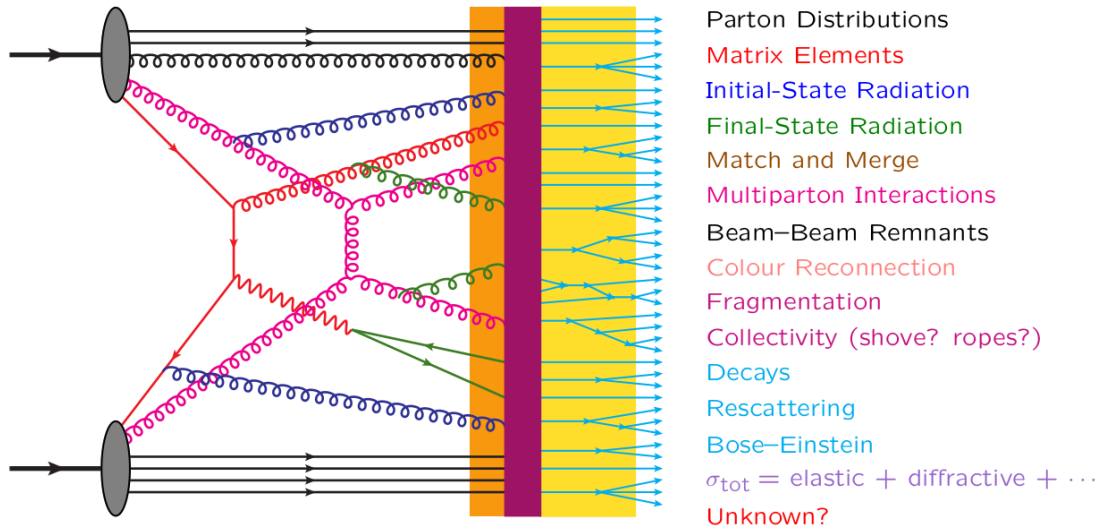 Parton Distributions
Matrix Elements
Initial-State Radiation
Final-State Radiation
Match and Merge
Multiparton Interactions
Beam–Beam Remnants
Colour Reconnection
Fragmentation
Collectivity (shove? ropes?)
Decays
Rescattering
Bose–Einstein
σtot = elastic + diffractive + ···
Unknown?